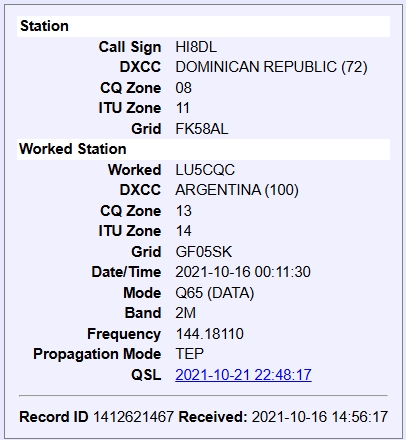 Station
Call Sign HI8DL
DXCC DOMINICAN REPUBLIC (72)
CQ Zone 08
ITU Zone 11
Grid FK58AL
Worked Station
Worked LU5CQC
DXCC ARGENTINA (100)
CQ Zone 13
ITU Zone 14
Grid GF05SK
Date/Time 2021-10-16 00:11:30
Mode Q65 (DATA)
Band 2M
Frequency 144.18110
Propagation Mode TEP
QSL 2021-10-21 22:48:17
Record ID 1412621467 Received: 2021-10-16 14:56:17